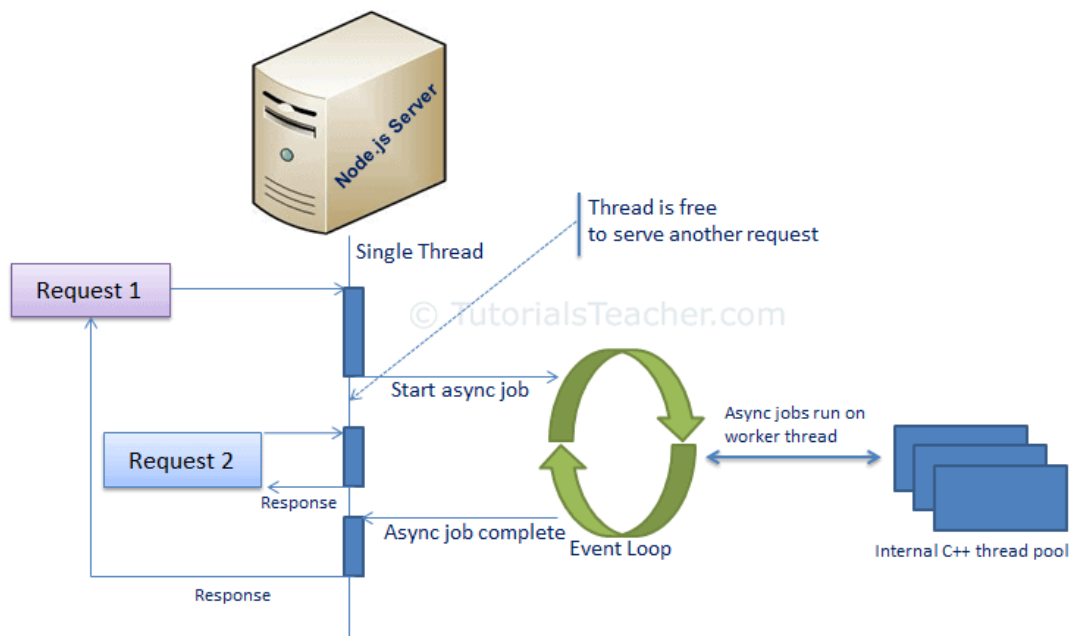 Node.js Server
Thread is free
to serve another request
Single Thread
Request 1
© TutorialsTeacher.com
Start async job
Async jobs run on
worker thread
Request 2
Response
Async job complete
Event Loop
Internal C++ thread pool
Response